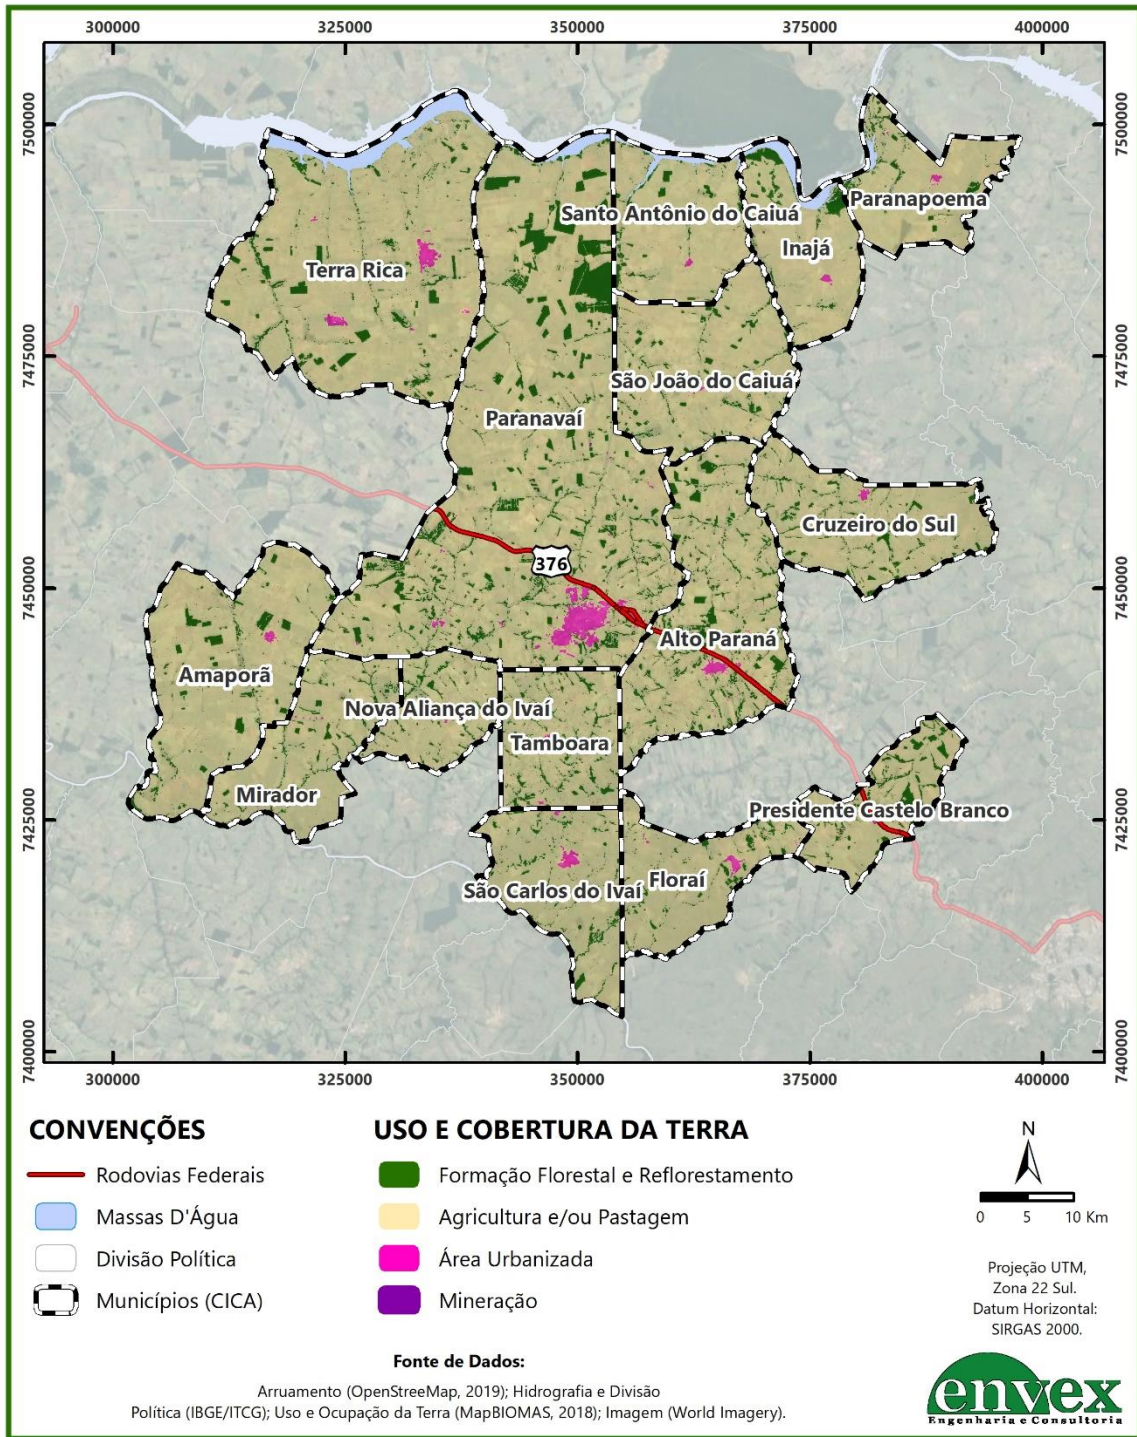 300000 325000 350000 375000 400000
7500000 7500000
Paranapoema
Santo Antônio do Caiuá
Inajá
Terra Rica
7475000 7475000
São João do Caiuá
Paranavaí
Cruzeiro do Sul
376
7450000 7450000
Alto Paraná
Amaporã
Nova Aliança do Ivaí
Tamboara
Mirador
Presidente Castelo Branco
7425000 7425000
Floraí
São Carlos do Ivaí
7400000 7400000
300000 325000 350000 375000 400000
CONVENÇÕES
Rodovias Federais
Massas D'Água
Divisão Política
Municípios (CICA)
USO E COBERTURA DA TERRA
Formação Florestal e Reflorestamento
Agricultura e/ou Pastagem
Área Urbanizada
Mineração
N
0 5 10 Km
Projeção UTM,
Zona 22 Sul.
Datum Horizontal:
SIRGAS 2000.
Fonte de Dados:
Arruamento (OpenStreeMap, 2019); Hidrografia e Divisão
Política (IBGE/ITCG); Uso e Ocupação da Terra (MapBIOMAS, 2018); Imagem (World Imagery).
envex
Engenharia e Consultoria